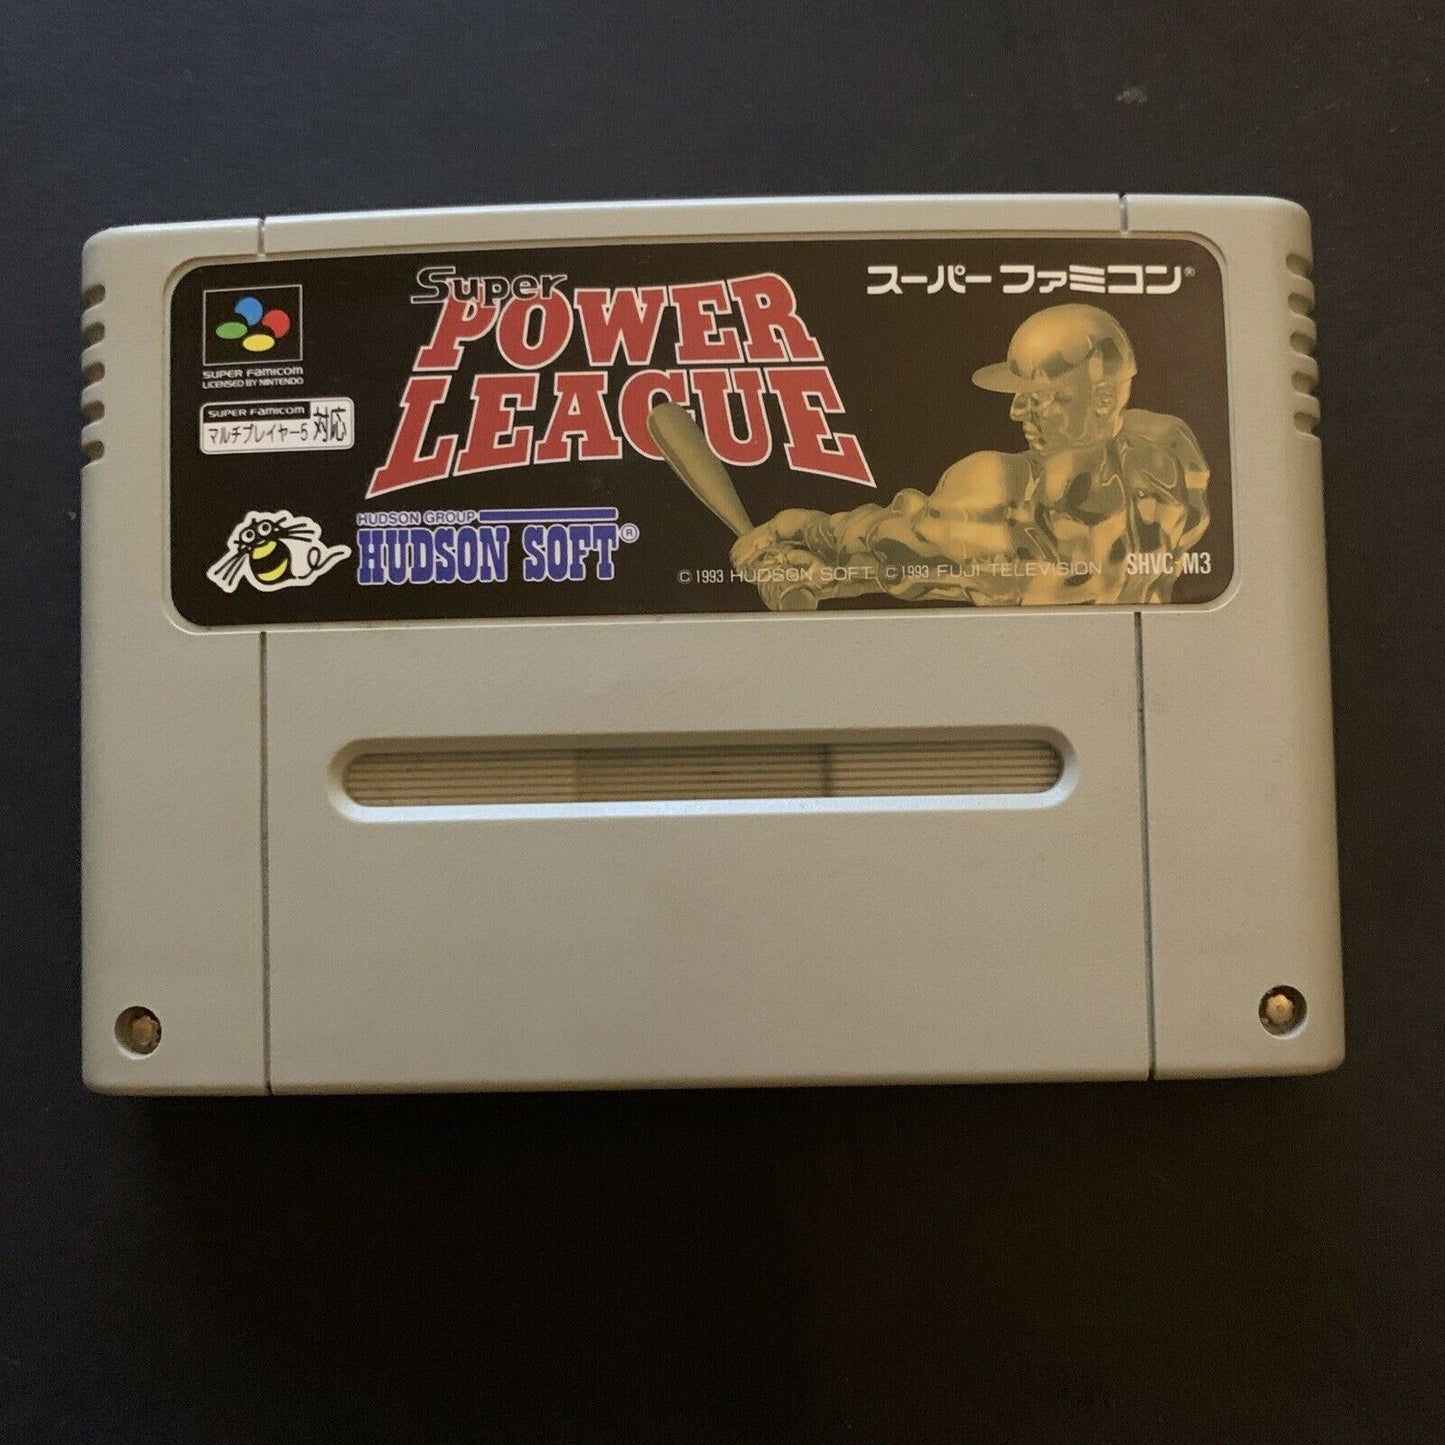 Super
POWER
LEAGUE
スーパーファミコン®
SUPER FAMICOM
LICENSED BY NINTENDO
SUPER FAMICOM
マルチプレイヤー5 対応
HUDSON GROUP
HUDSON SOFT®
© 1993 HUDSON SOFT © 1993 FUJI TELEVISION SHVC-M3